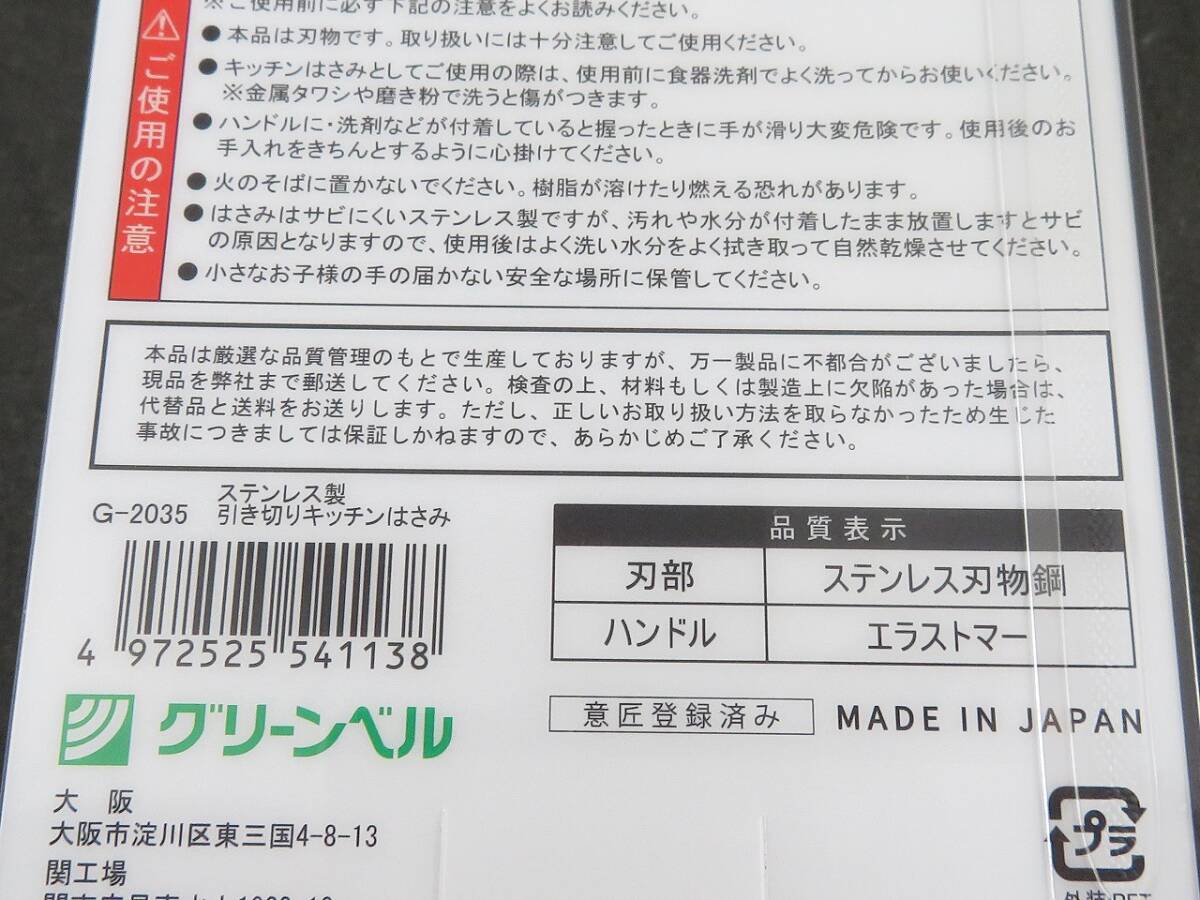 ※ご使用前に必ず下記の注意をよくお読みください。
⚠ご使用の注意
●本品は刃物です。取り扱いには十分注意してご使用ください。
●キッチンはさみとしてご使用の際は、使用前に食器洗剤でよく洗ってからお使いください。
※金属タワシや磨き粉で洗うと傷がつきます。
●ハンドルに・洗剤などが付着していると握ったときに手が滑り大変危険です。使用後のお
手入れをきちんとするように心掛けてください。
●火のそばに置かないでください。樹脂が溶けたり燃える恐れがあります。
●はさみはサビにくいステンレス製ですが、汚れや水分が付着したまま放置しますとサビ
の原因となりますので、使用後はよく洗い水分をよく拭き取って自然乾燥させてください。
●小さなお子様の手の届かない安全な場所に保管してください。
本品は厳選な品質管理のもとで生産しておりますが、万一製品に不都合がございましたら、
現品を弊社まで郵送してください。検査の上、材料もしくは製造上に欠陥があった場合は、
代替品と送料をお送りします。ただし、正しいお取り扱い方法を取らなかったため生じた
事故につきましては保証しかねますので、あらかじめご了承ください。
G-2035
ステンレス製
引き切りキッチンはさみ
4 972525 541138
品質表示
刃部 ステンレス刃物鋼
ハンドル エラストマー
グリーンベル
意匠登録済み
MADE IN JAPAN
大 阪
大阪市淀川区東三国4-8-13
関工場
プラ
外装:PET